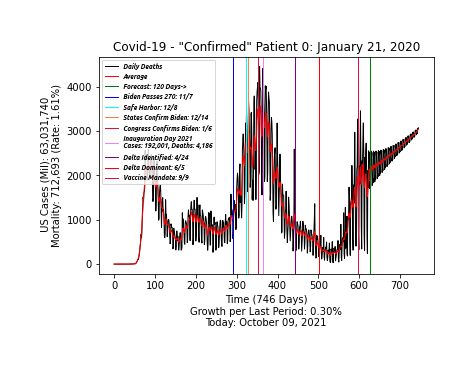 Covid-19 - "Confirmed" Patient 0: January 21, 2020
US Cases (Mil): 63,031,740
Mortality: 712,693 (Rate: 1.61%)
4000
3000
2000
1000
0
Daily Deaths
Average
Forecast: 120 Days->
Biden Passes 270: 11/7
Safe Harbor: 12/8
States Confirm Biden: 12/14
Congress Confirms Biden: 1/6
Inauguration Day 2021
Cases: 192,001, Deaths: 4,186
Delta Identified: 4/24
Delta Dominant: 6/5
Vaccine Mandate: 9/9
0 100 200 300 400 500 600 700
Time (746 Days)
Growth per Last Period: 0.30%
Today: October 09, 2021